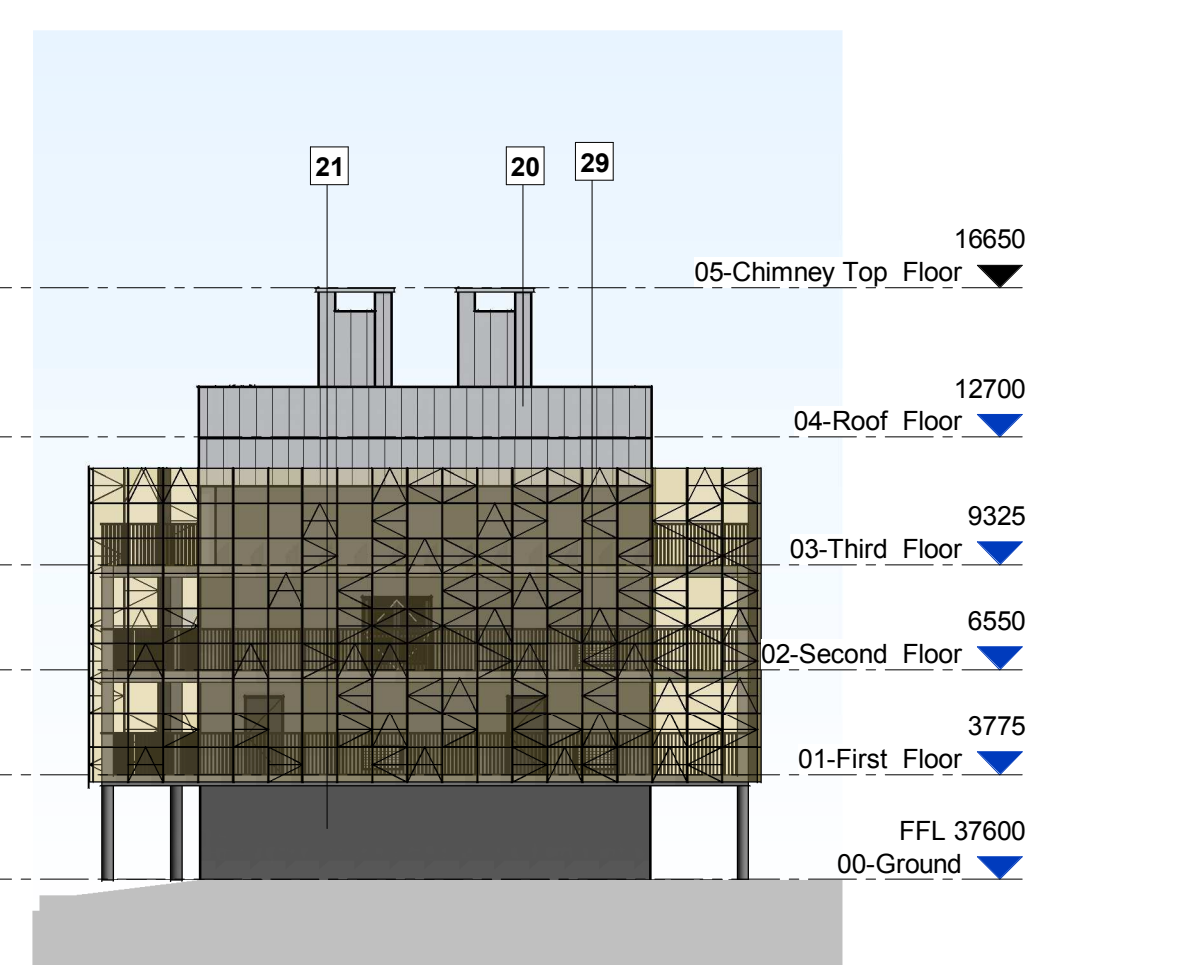 21
20
29
16650
05-Chimney Top Floor
12700
04-Roof Floor
9325
03-Third Floor
6550
02-Second Floor
3775
01-First Floor
FFL 37600
00-Ground